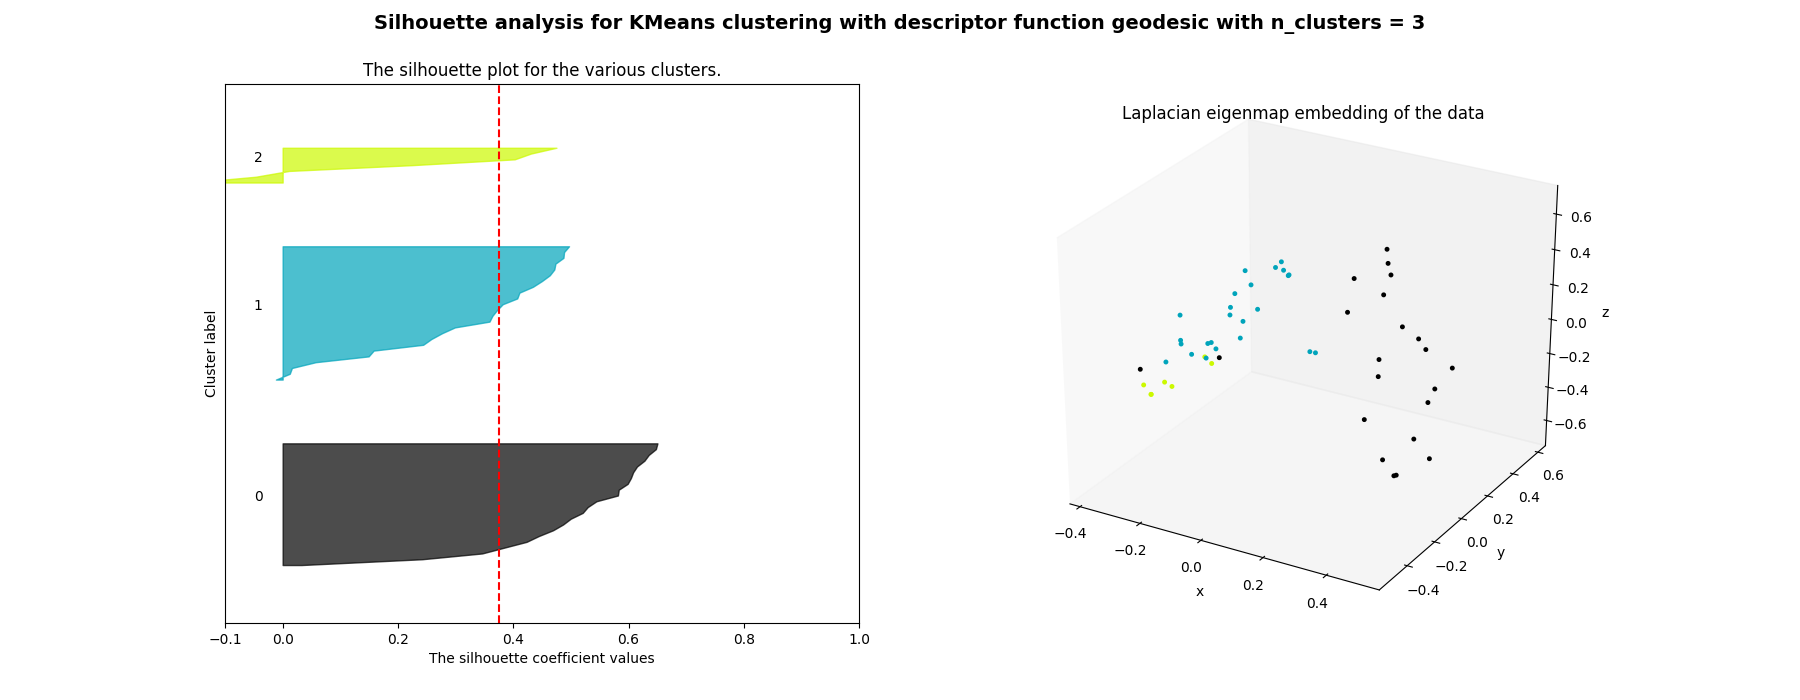 Silhouette analysis for KMeans clustering with descriptor function geodesic with n_clusters = 3
The silhouette plot for the various clusters.
2
1
0
Cluster label
−0.1 0.0 0.2 0.4 0.6 0.8 1.0
The silhouette coefficient values
Laplacian eigenmap embedding of the data
0.6
0.4
0.2
0.0
−0.2
−0.4
−0.6
z
0.6
0.4
0.2
0.0
−0.2
−0.4
y
−0.4
−0.2
0.0
0.2
0.4
x